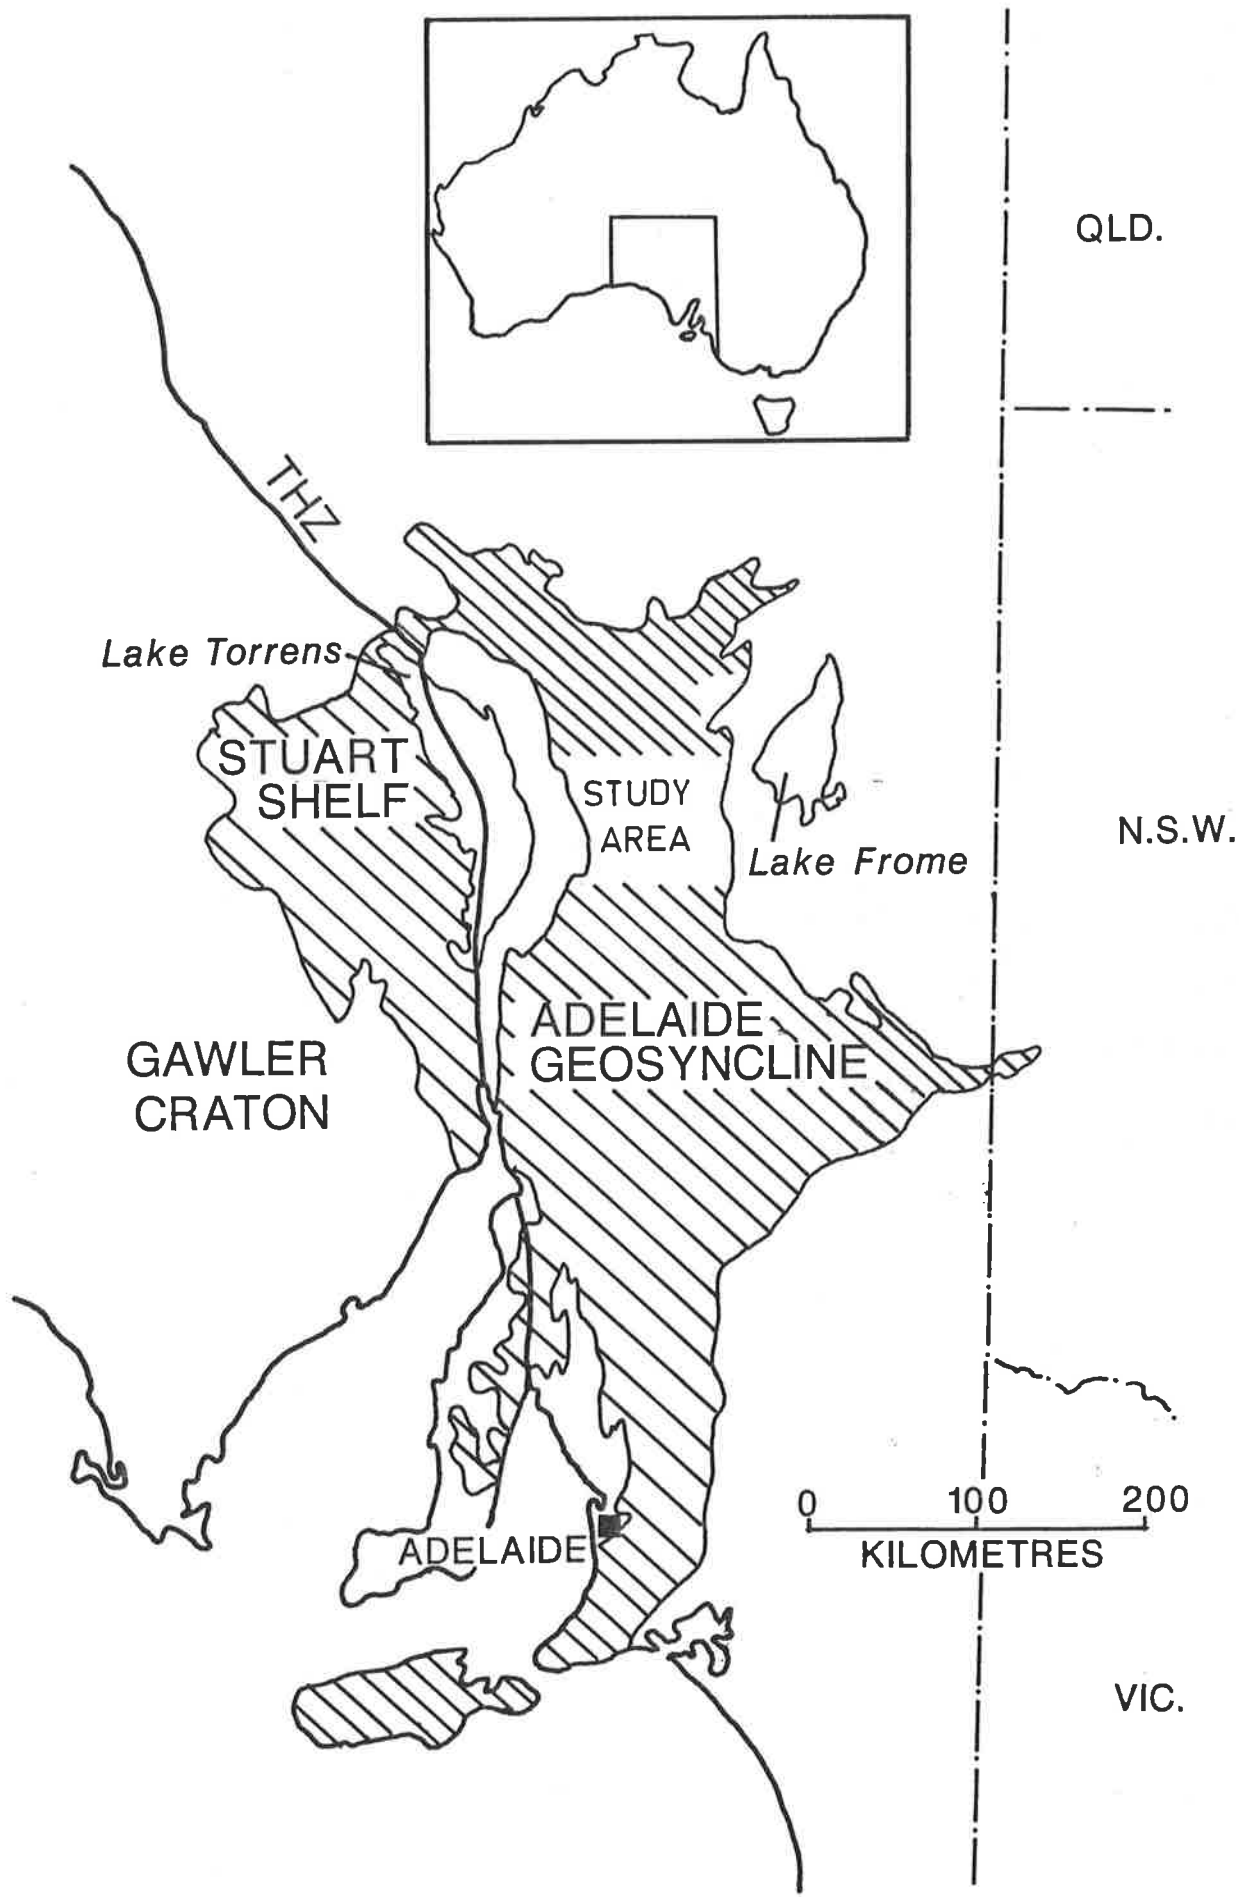 QLD.
THZ
Lake Torrens
STUART
SHELF
STUDY
AREA
Lake Frome
N.S.W.
ADELAIDE
GEOSYNCLINE
GAWLER
CRATON
0 100 200
KILOMETRES
ADELAIDE
VIC.